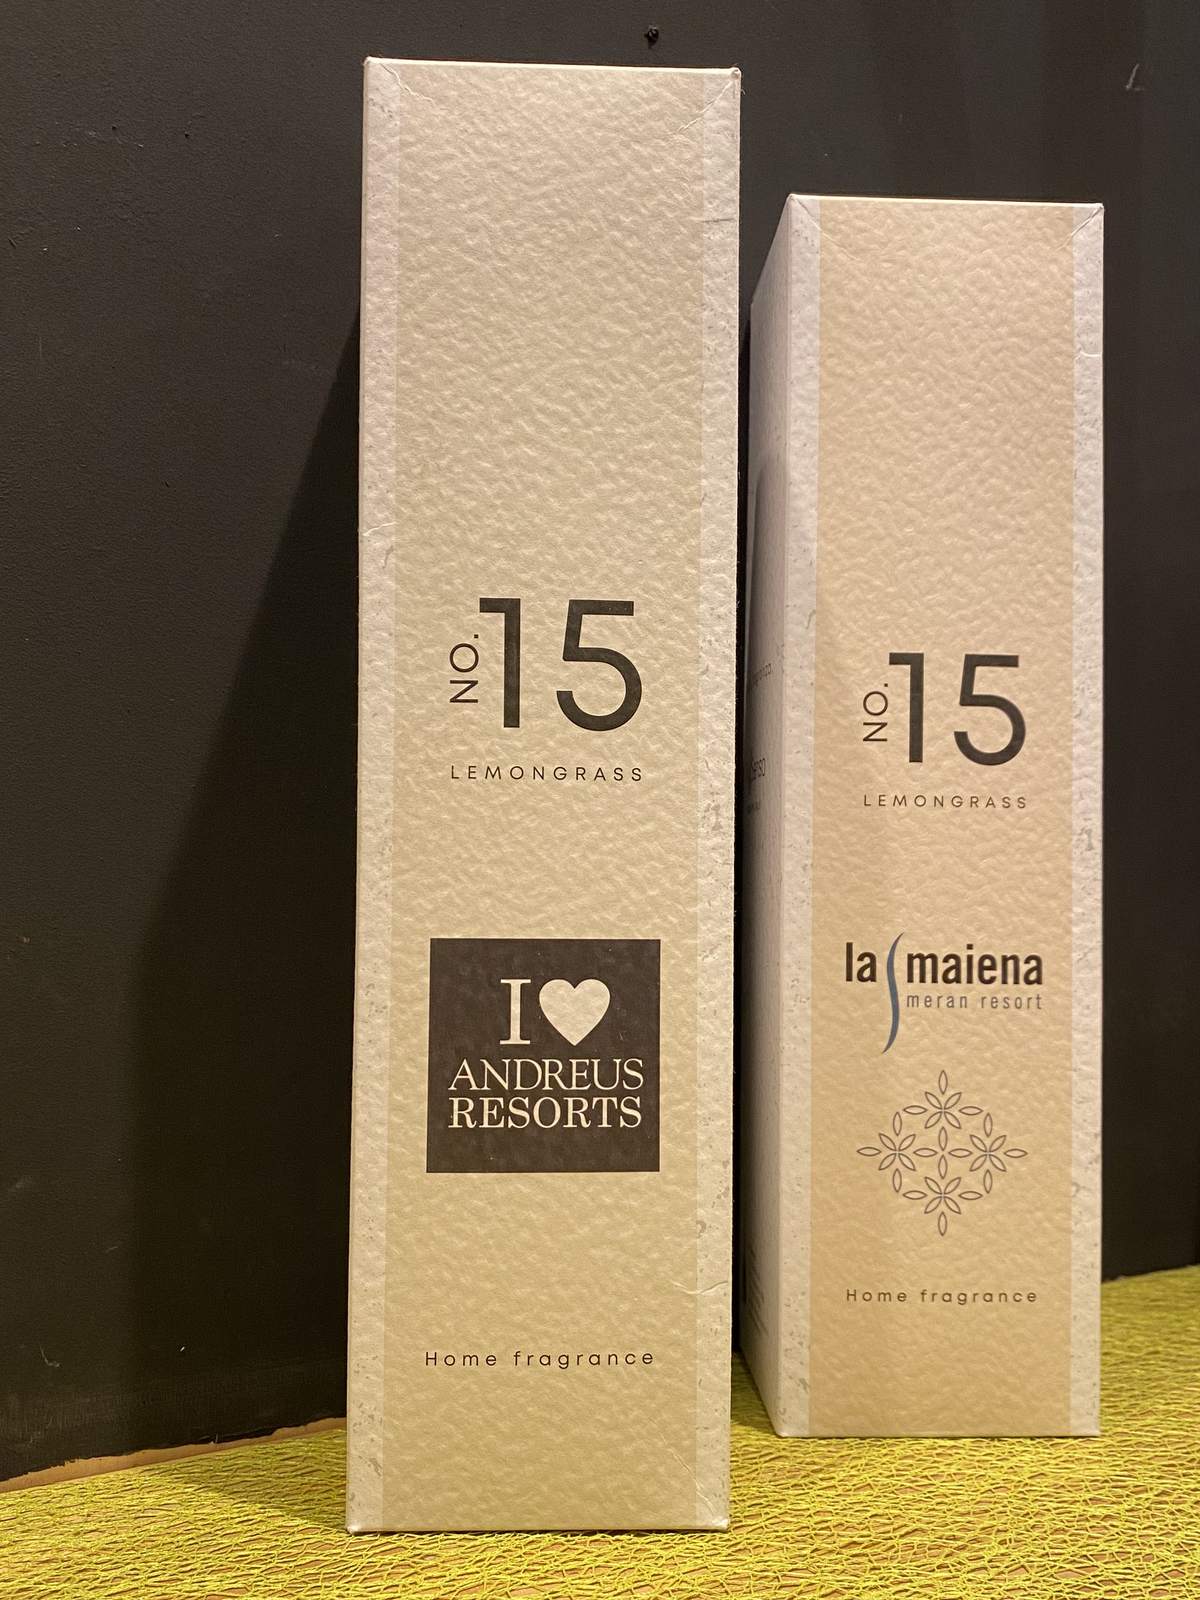 NO. 15
LEMONGRASS
I ♥
ANDREUS
RESORTS
Home fragrance
NO. 15
LEMONGRASS
la maiena
meran resort
Home fragrance